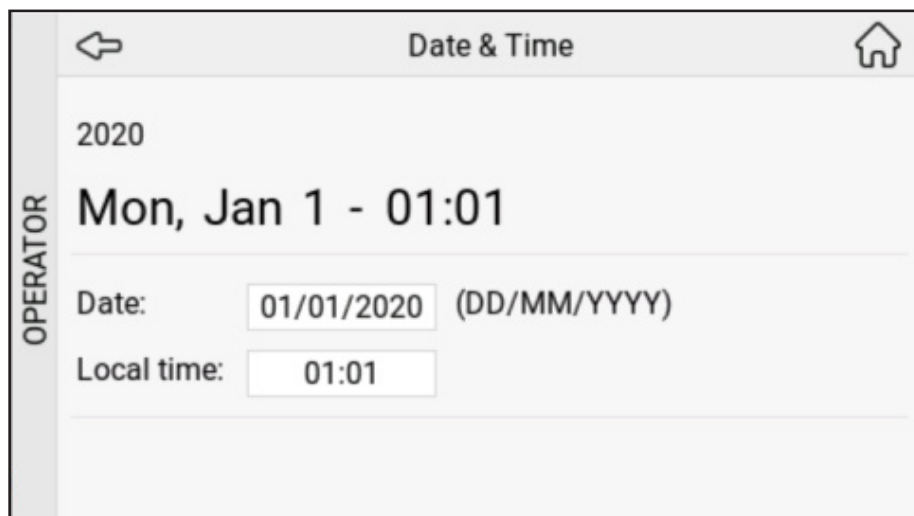 OPERATOR
Date & Time
2020
Mon, Jan 1 - 01:01
Date: 01/01/2020 (DD/MM/YYYY)
Local time: 01:01